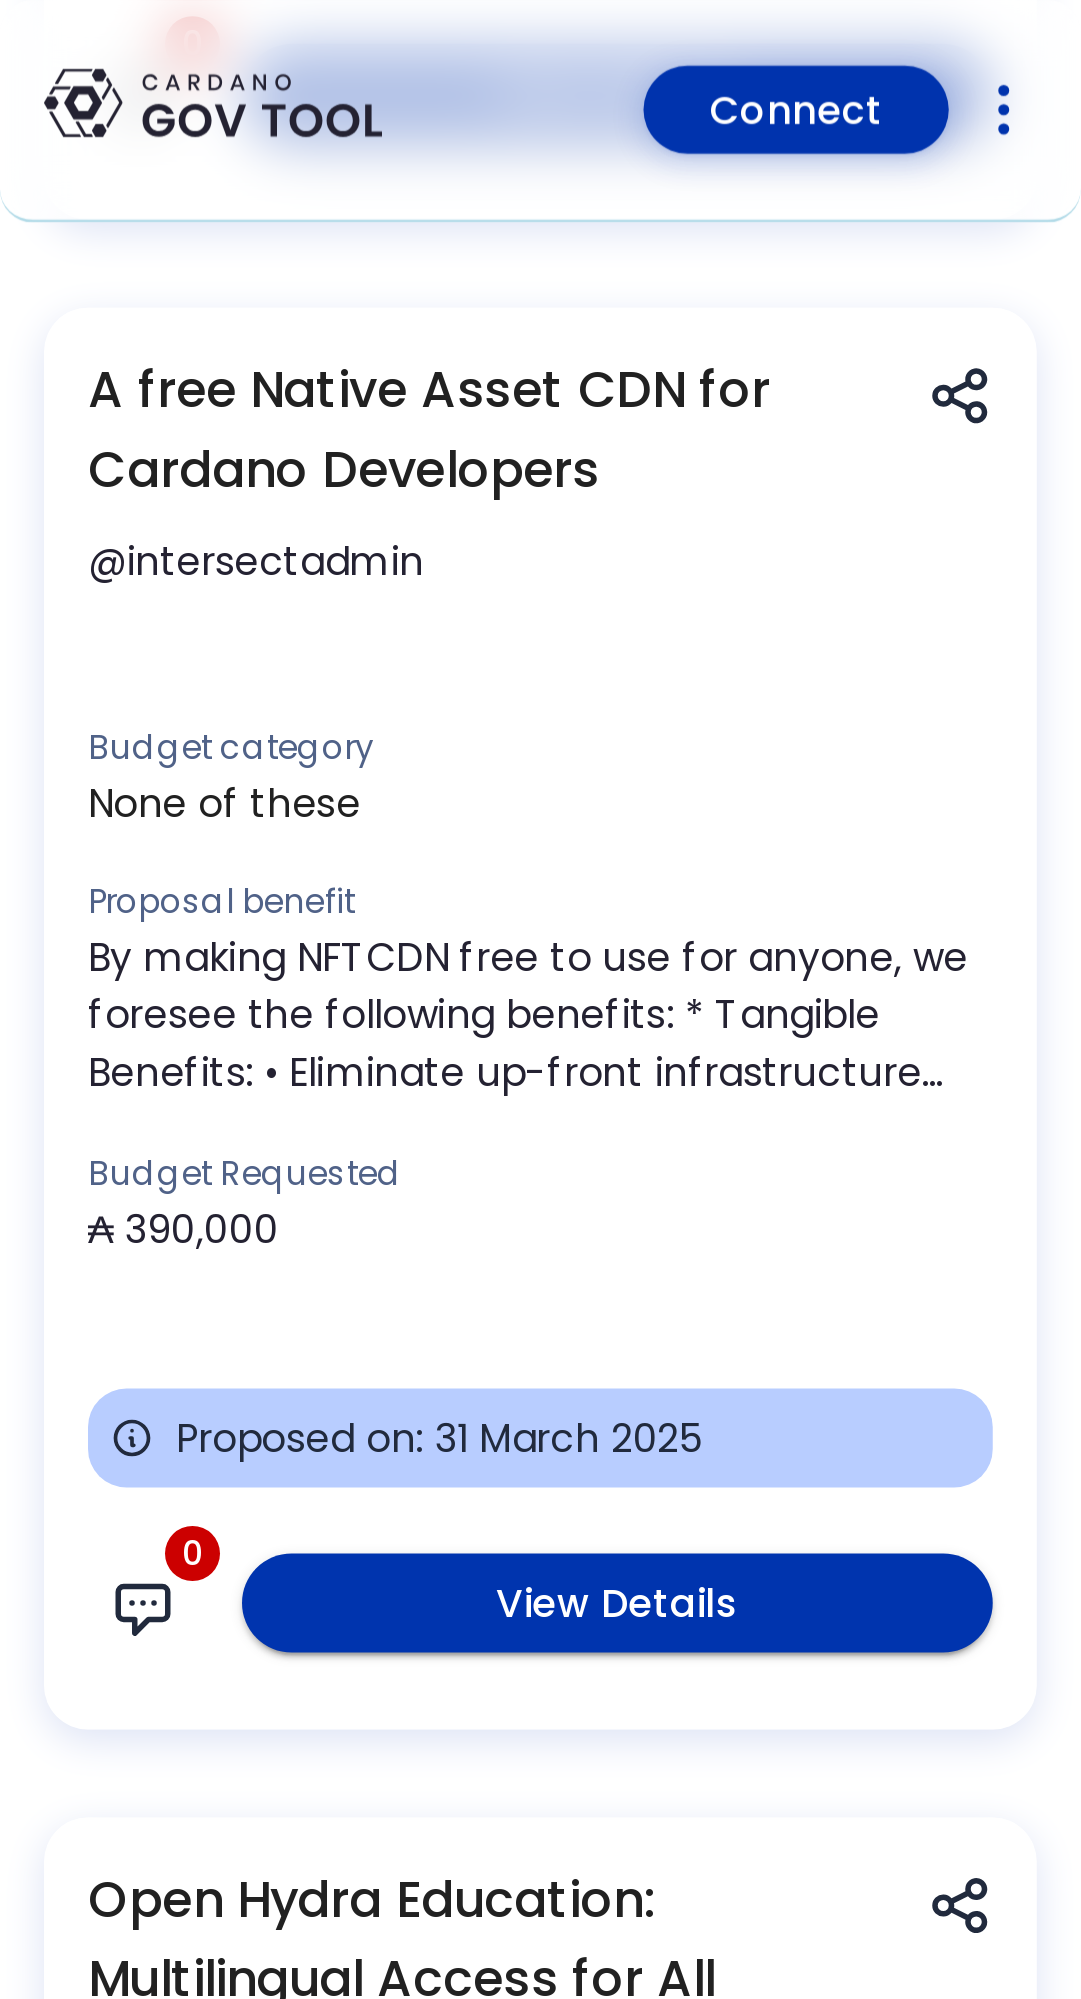 0
CARDANO
GOV TOOL
Connect
A free Native Asset CDN for
Cardano Developers
@intersectadmin
Budget category
None of these
Proposal benefit
By making NFTCDN free to use for anyone, we
foresee the following benefits: * Tangible
Benefits: • Eliminate up-front infrastructure...
Budget Requested
₳ 390,000
Proposed on: 31 March 2025
0
View Details
Open Hydra Education:
Multilingual Access for All